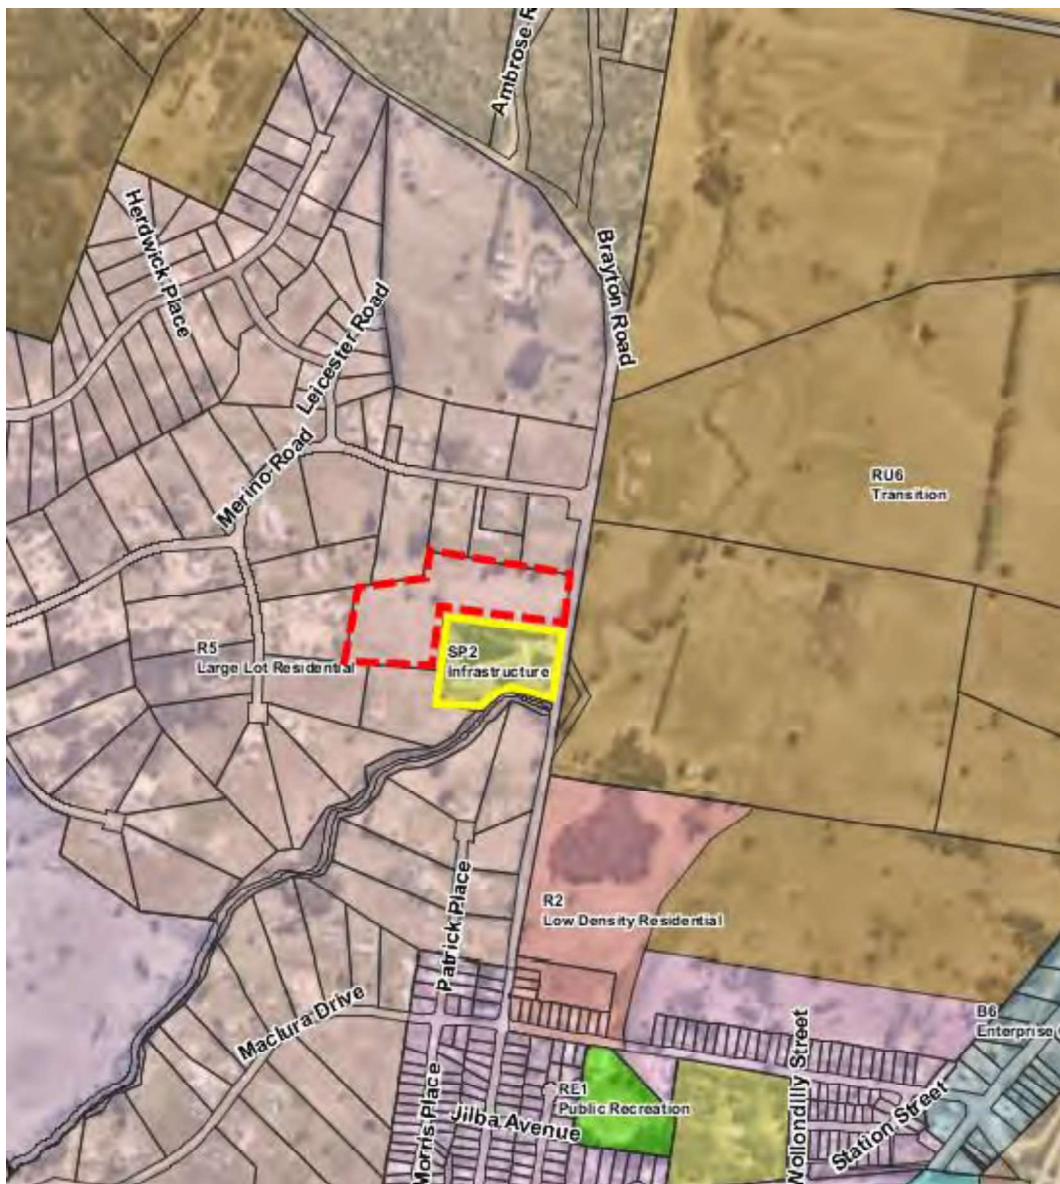 Ambrose R
Herdwick Place
Brayton Road
Leicester Road
Merino Road
RU6
Transition
R5
Large Lot Residential
SP2
Infrastructure
R2
Low Density Residential
Patrick Place
Maclura Drive
B6
Enterprise
Wollondilly Street
RE1
Public Recreation
Morris Place
Jilba Avenue
Station Street